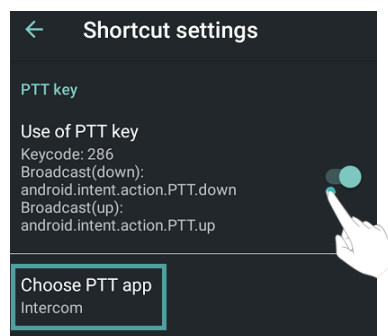 Shortcut settings
PTT key
Use of PTT key
Keycode: 286
Broadcast(down):
android.intent.action.PTT.down
Broadcast(up):
android.intent.action.PTT.up
Choose PTT app
Intercom